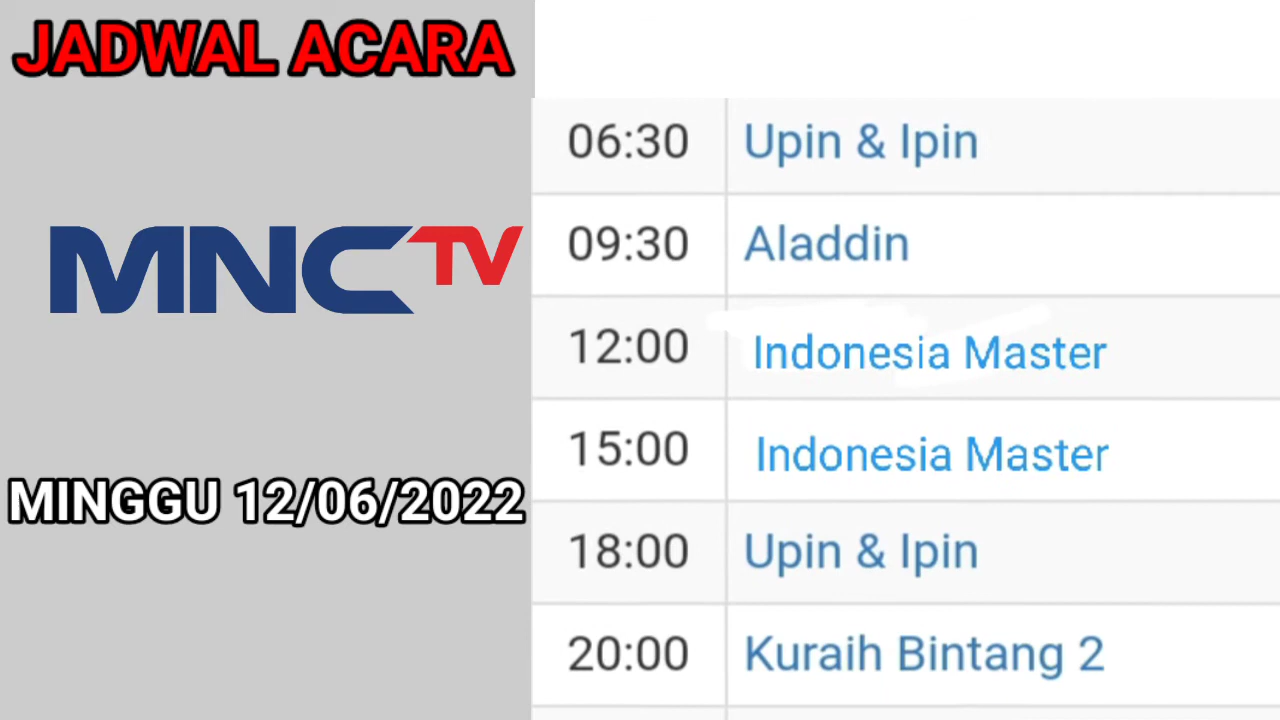 JADWAL ACARA
MNCTV
MINGGU 12/06/2022
06:30 Upin & Ipin
09:30 Aladdin
12:00 Indonesia Master
15:00 Indonesia Master
18:00 Upin & Ipin
20:00 Kuraih Bintang 2